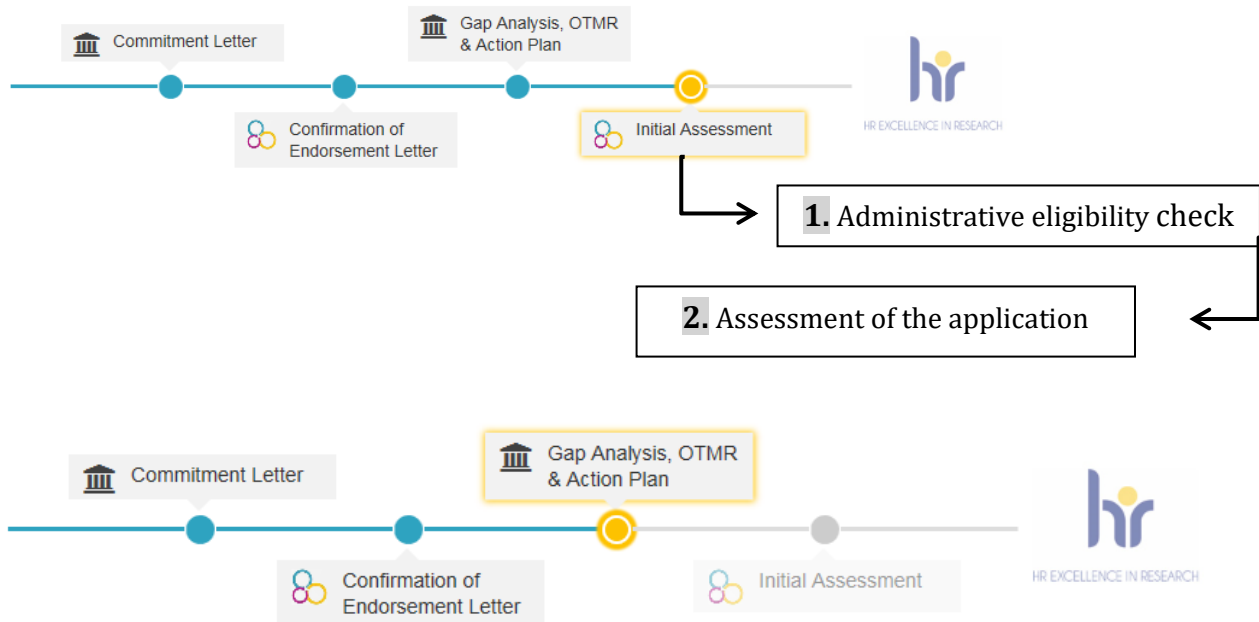 Commitment Letter
Gap Analysis, OTMR
& Action Plan
Confirmation of
Endorsement Letter
Initial Assessment
hr
HR EXCELLENCE IN RESEARCH
1. Administrative eligibility check
2. Assessment of the application
Commitment Letter
Gap Analysis, OTMR
& Action Plan
Confirmation of
Endorsement Letter
Initial Assessment
hr
HR EXCELLENCE IN RESEARCH